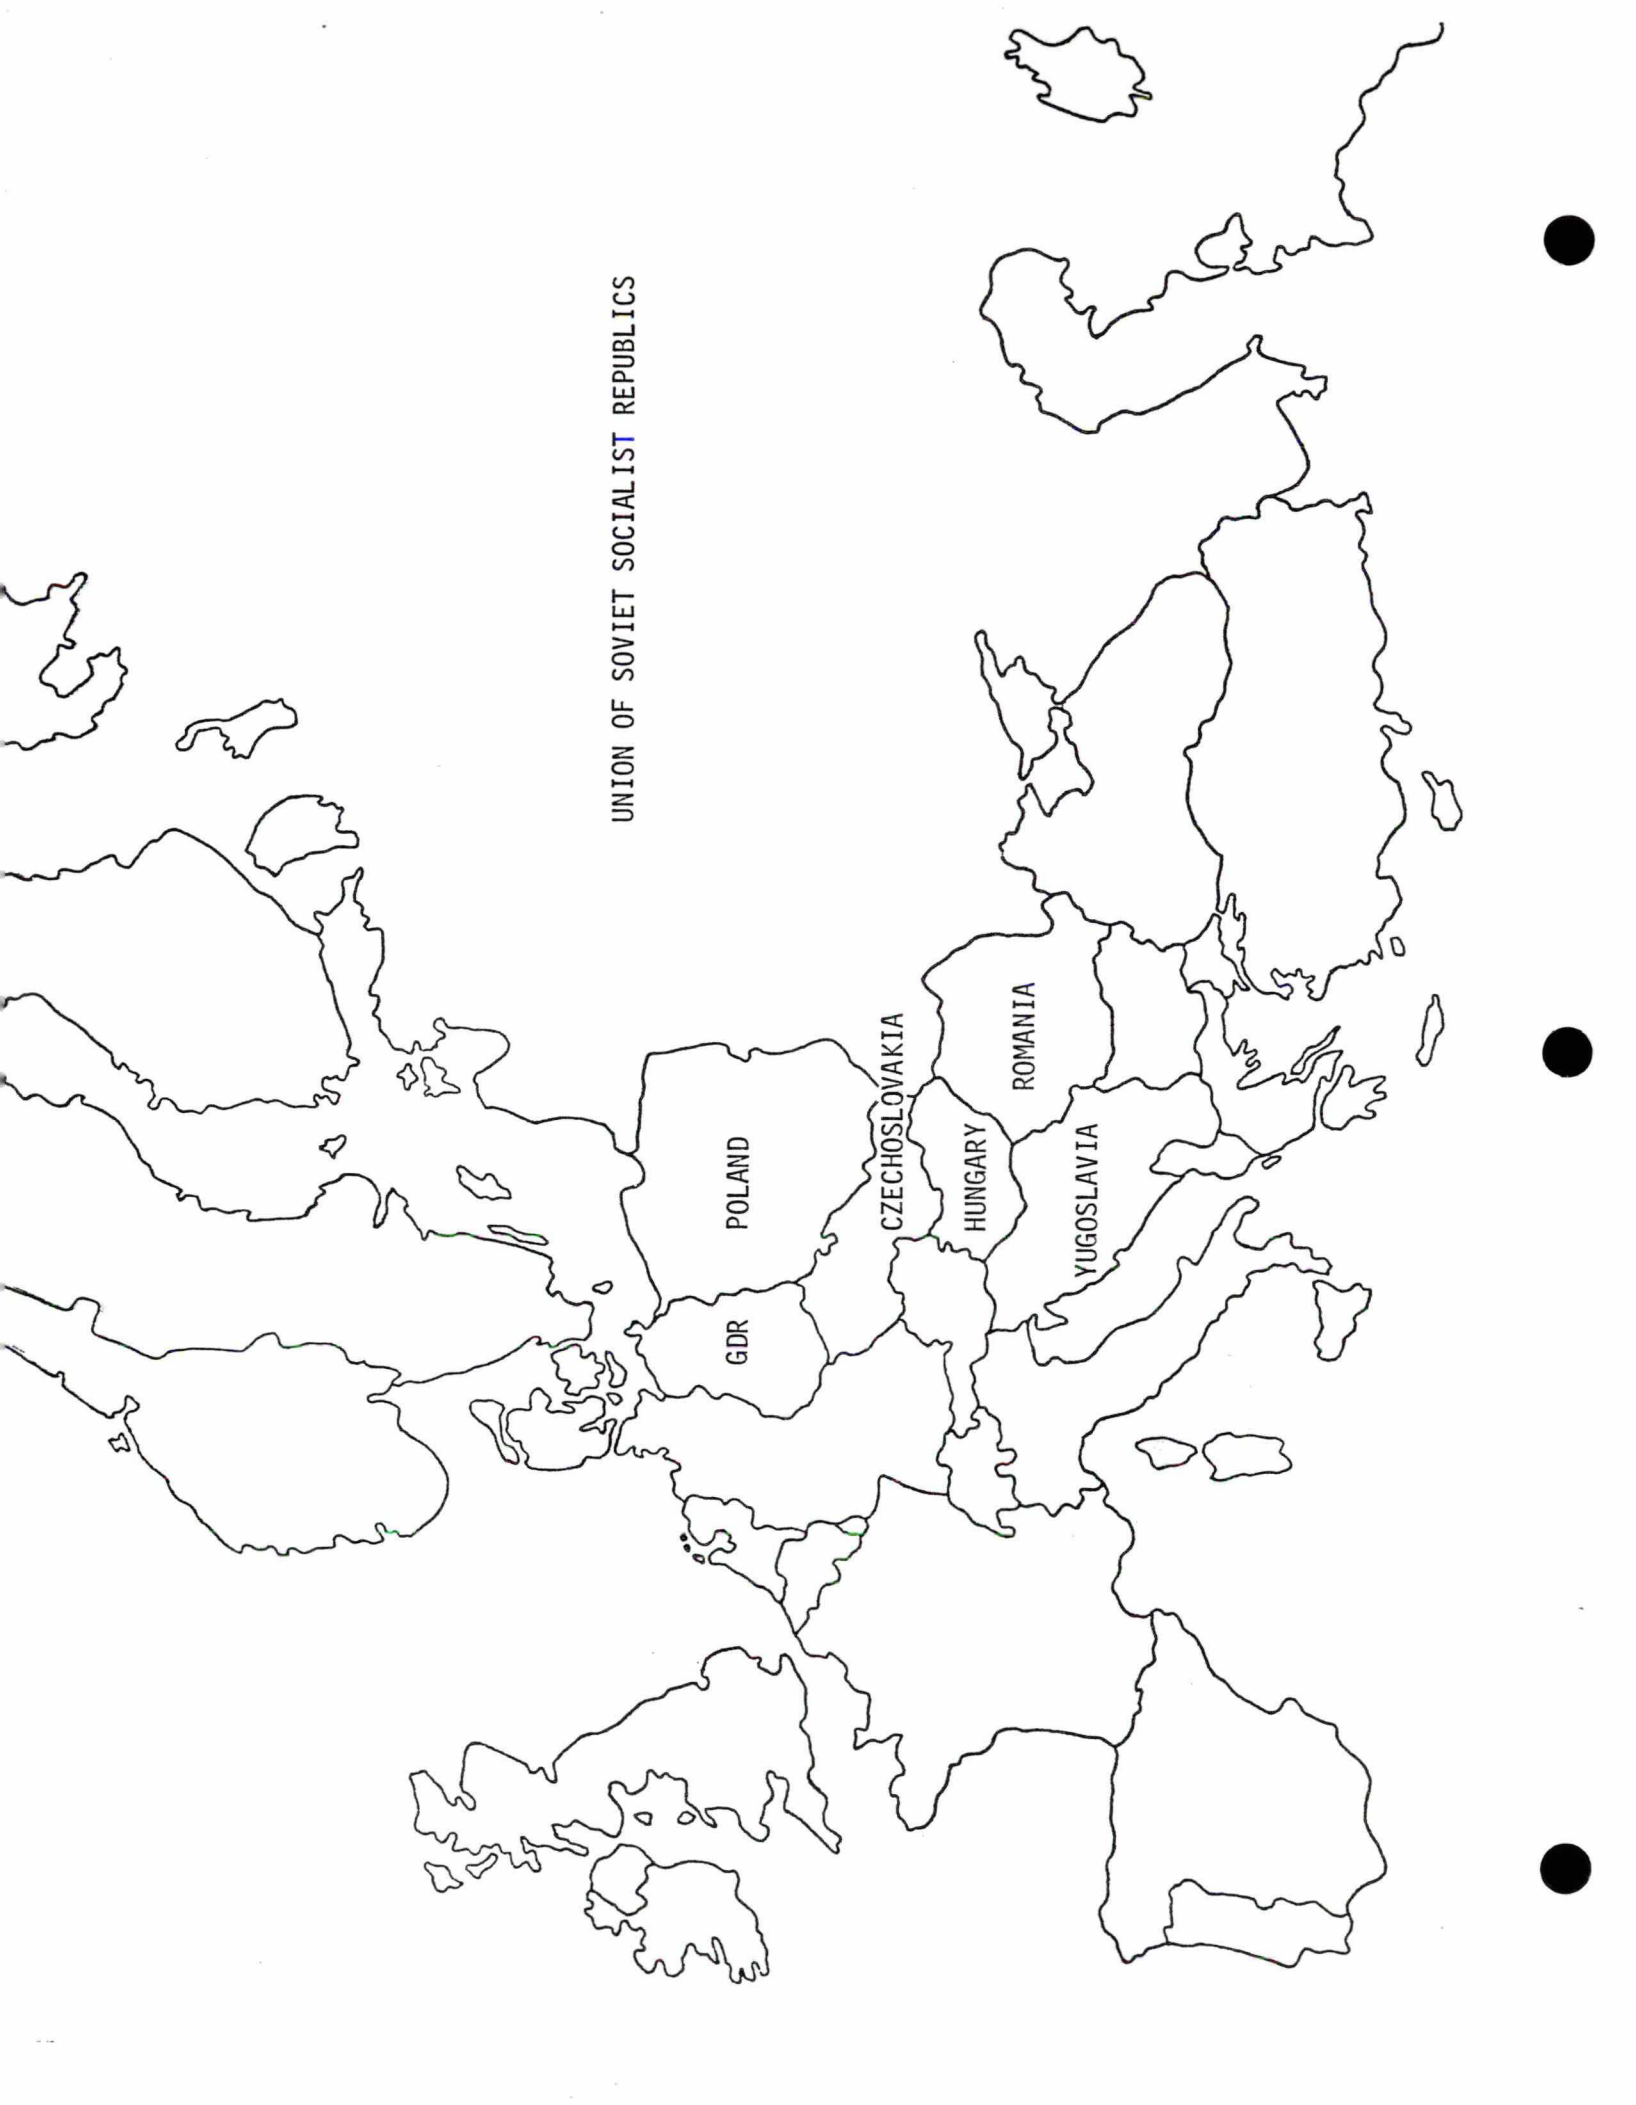 UNION OF SOVIET SOCIALIST REPUBLICS
POLAND
GDR
CZECHOSLOVAKIA
HUNGARY
ROMANIA
YUGOSLAVIA